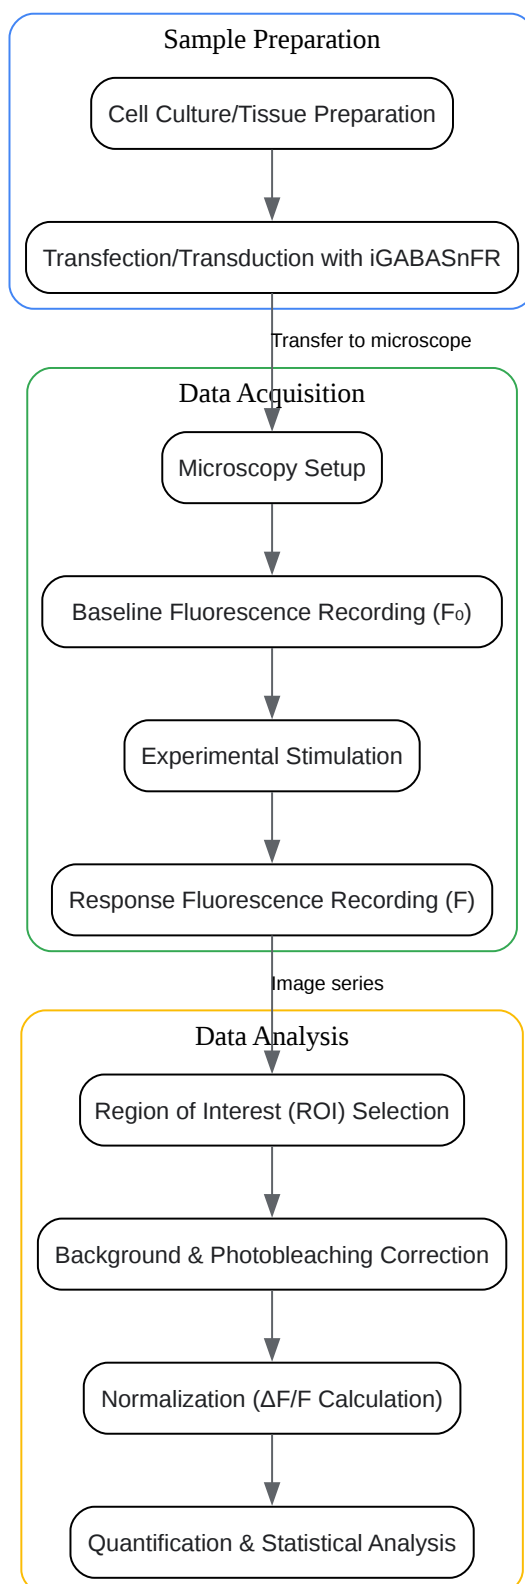 Sample Preparation
Cell Culture/Tissue Preparation
Transfection/Transduction with iGABASnFR
Transfer to microscope
Data Acquisition
Microscopy Setup
Baseline Fluorescence Recording (F₀)
Experimental Stimulation
Response Fluorescence Recording (F)
Image series
Data Analysis
Region of Interest (ROI) Selection
Background & Photobleaching Correction
Normalization (ΔF/F Calculation)
Quantification & Statistical Analysis